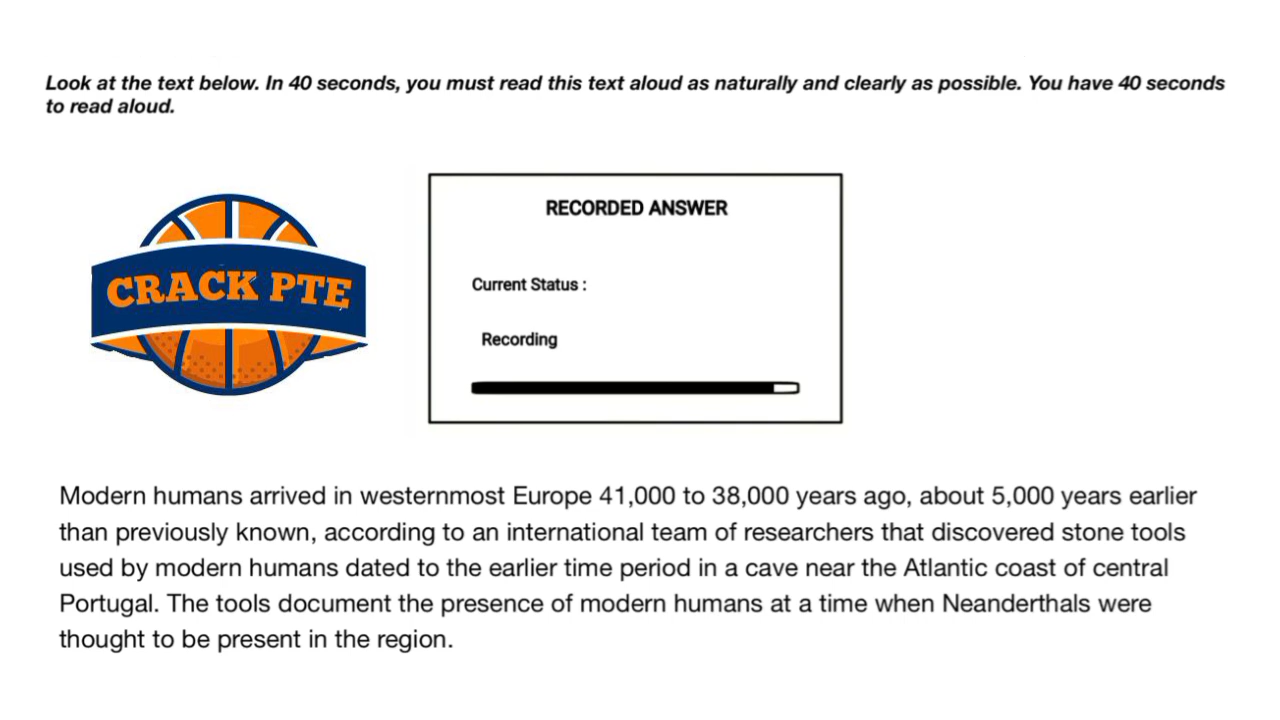 Look at the text below. In 40 seconds, you must read this text aloud as naturally and clearly as possible. You have 40 seconds
to read aloud.
CRACK PTE
RECORDED ANSWER
Current Status :
Recording
Modern humans arrived in westernmost Europe 41,000 to 38,000 years ago, about 5,000 years earlier
than previously known, according to an international team of researchers that discovered stone tools
used by modern humans dated to the earlier time period in a cave near the Atlantic coast of central
Portugal. The tools document the presence of modern humans at a time when Neanderthals were
thought to be present in the region.